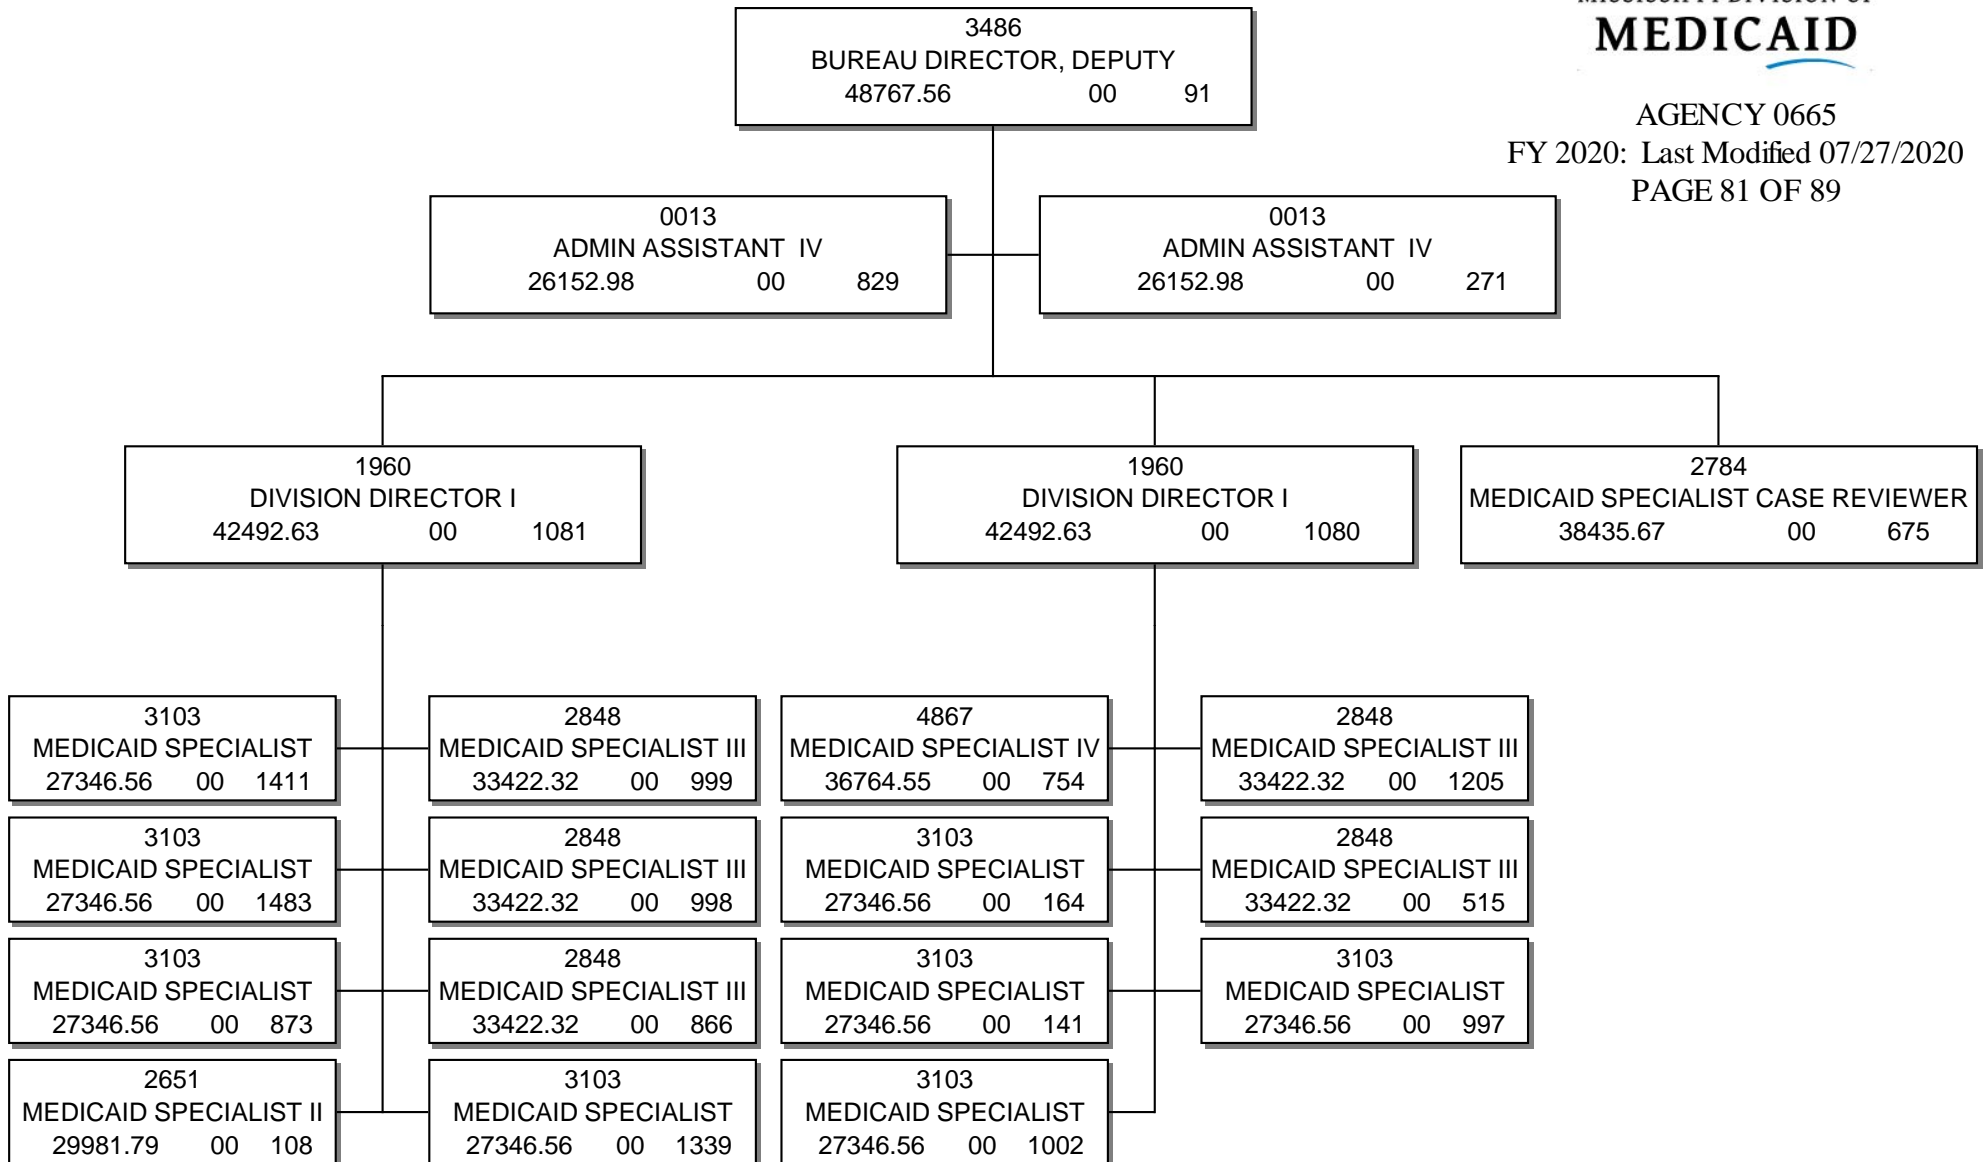 MEDICAID
AGENCY 0665
FY 2020: Last Modified 07/27/2020
PAGE 81 OF 89
3486
BUREAU DIRECTOR, DEPUTY
48767.56 00 91
0013
ADMIN ASSISTANT IV
26152.98 00 829
0013
ADMIN ASSISTANT IV
26152.98 00 271
1960
DIVISION DIRECTOR I
42492.63 00 1081
1960
DIVISION DIRECTOR I
42492.63 00 1080
2784
MEDICAID SPECIALIST CASE REVIEWER
38435.67 00 675
3103
MEDICAID SPECIALIST
27346.56 00 1411
2848
MEDICAID SPECIALIST III
33422.32 00 999
4867
MEDICAID SPECIALIST IV
36764.55 00 754
2848
MEDICAID SPECIALIST III
33422.32 00 1205
3103
MEDICAID SPECIALIST
27346.56 00 1483
2848
MEDICAID SPECIALIST III
33422.32 00 998
3103
MEDICAID SPECIALIST
27346.56 00 164
2848
MEDICAID SPECIALIST III
33422.32 00 515
3103
MEDICAID SPECIALIST
27346.56 00 873
2848
MEDICAID SPECIALIST III
33422.32 00 866
3103
MEDICAID SPECIALIST
27346.56 00 141
3103
MEDICAID SPECIALIST
27346.56 00 997
2651
MEDICAID SPECIALIST II
29981.79 00 108
3103
MEDICAID SPECIALIST
27346.56 00 1339
3103
MEDICAID SPECIALIST
27346.56 00 1002